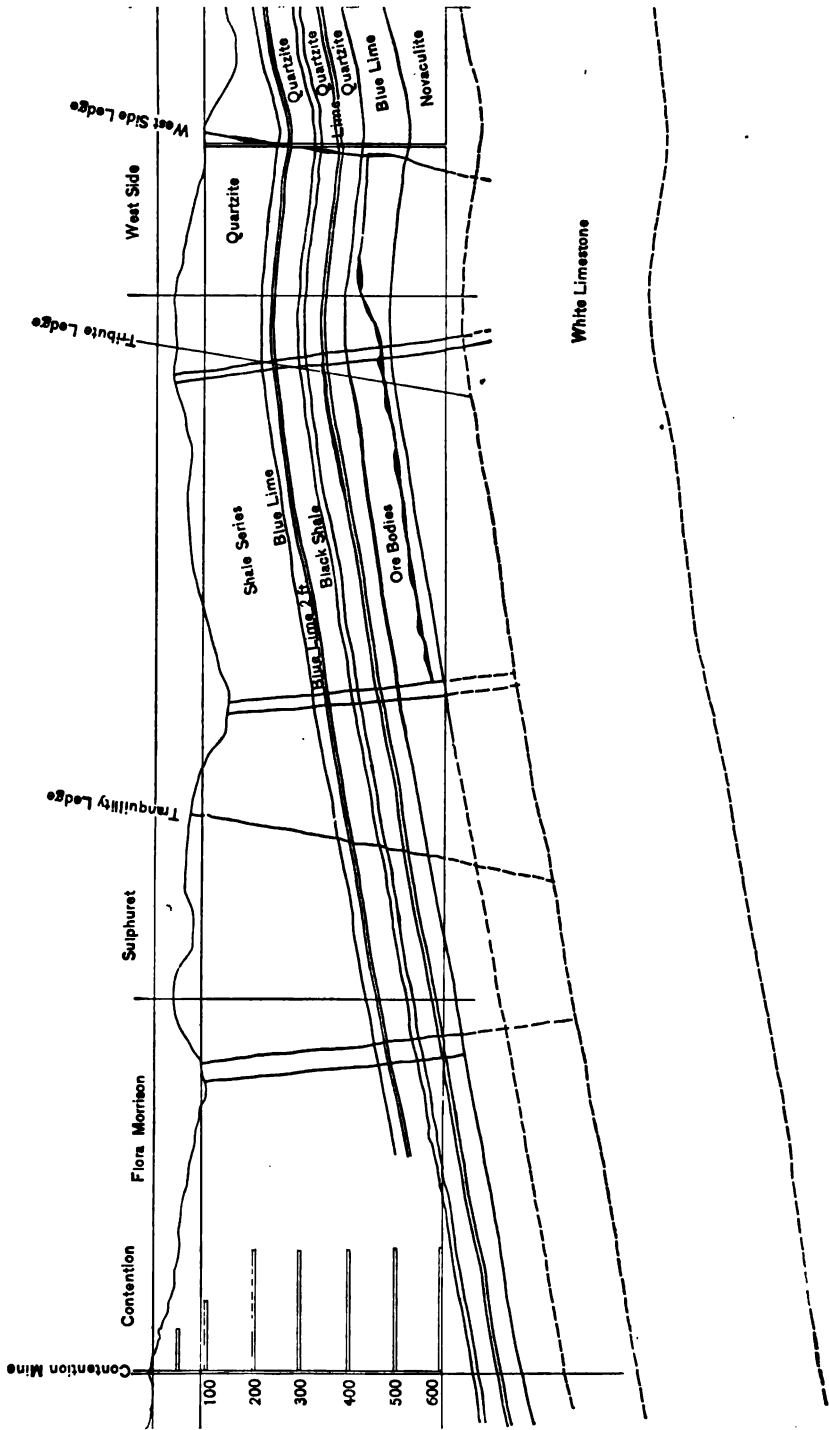 Contention Mine
Contention
Flora Morrison
Sulphuret
Tranquility Ledge
Tribute Ledge
West Side
West Side Ledge
100
200
300
400
500
600
Shale Series
Blue Lime
Blue Lime 2 ft.
Black Shale
Ore Bodies
Quartzite
Quartzite
Quartzite
Lime
Quartzite
Blue Lime
Novaculite
White Limestone